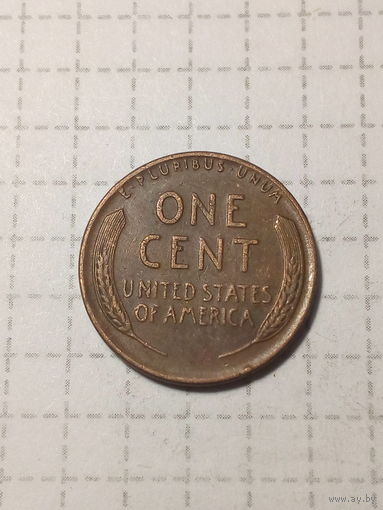 E·PLURIBUS·UNUM
ONE
CENT
UNITED STATES
OF AMERICA
www.ay.by